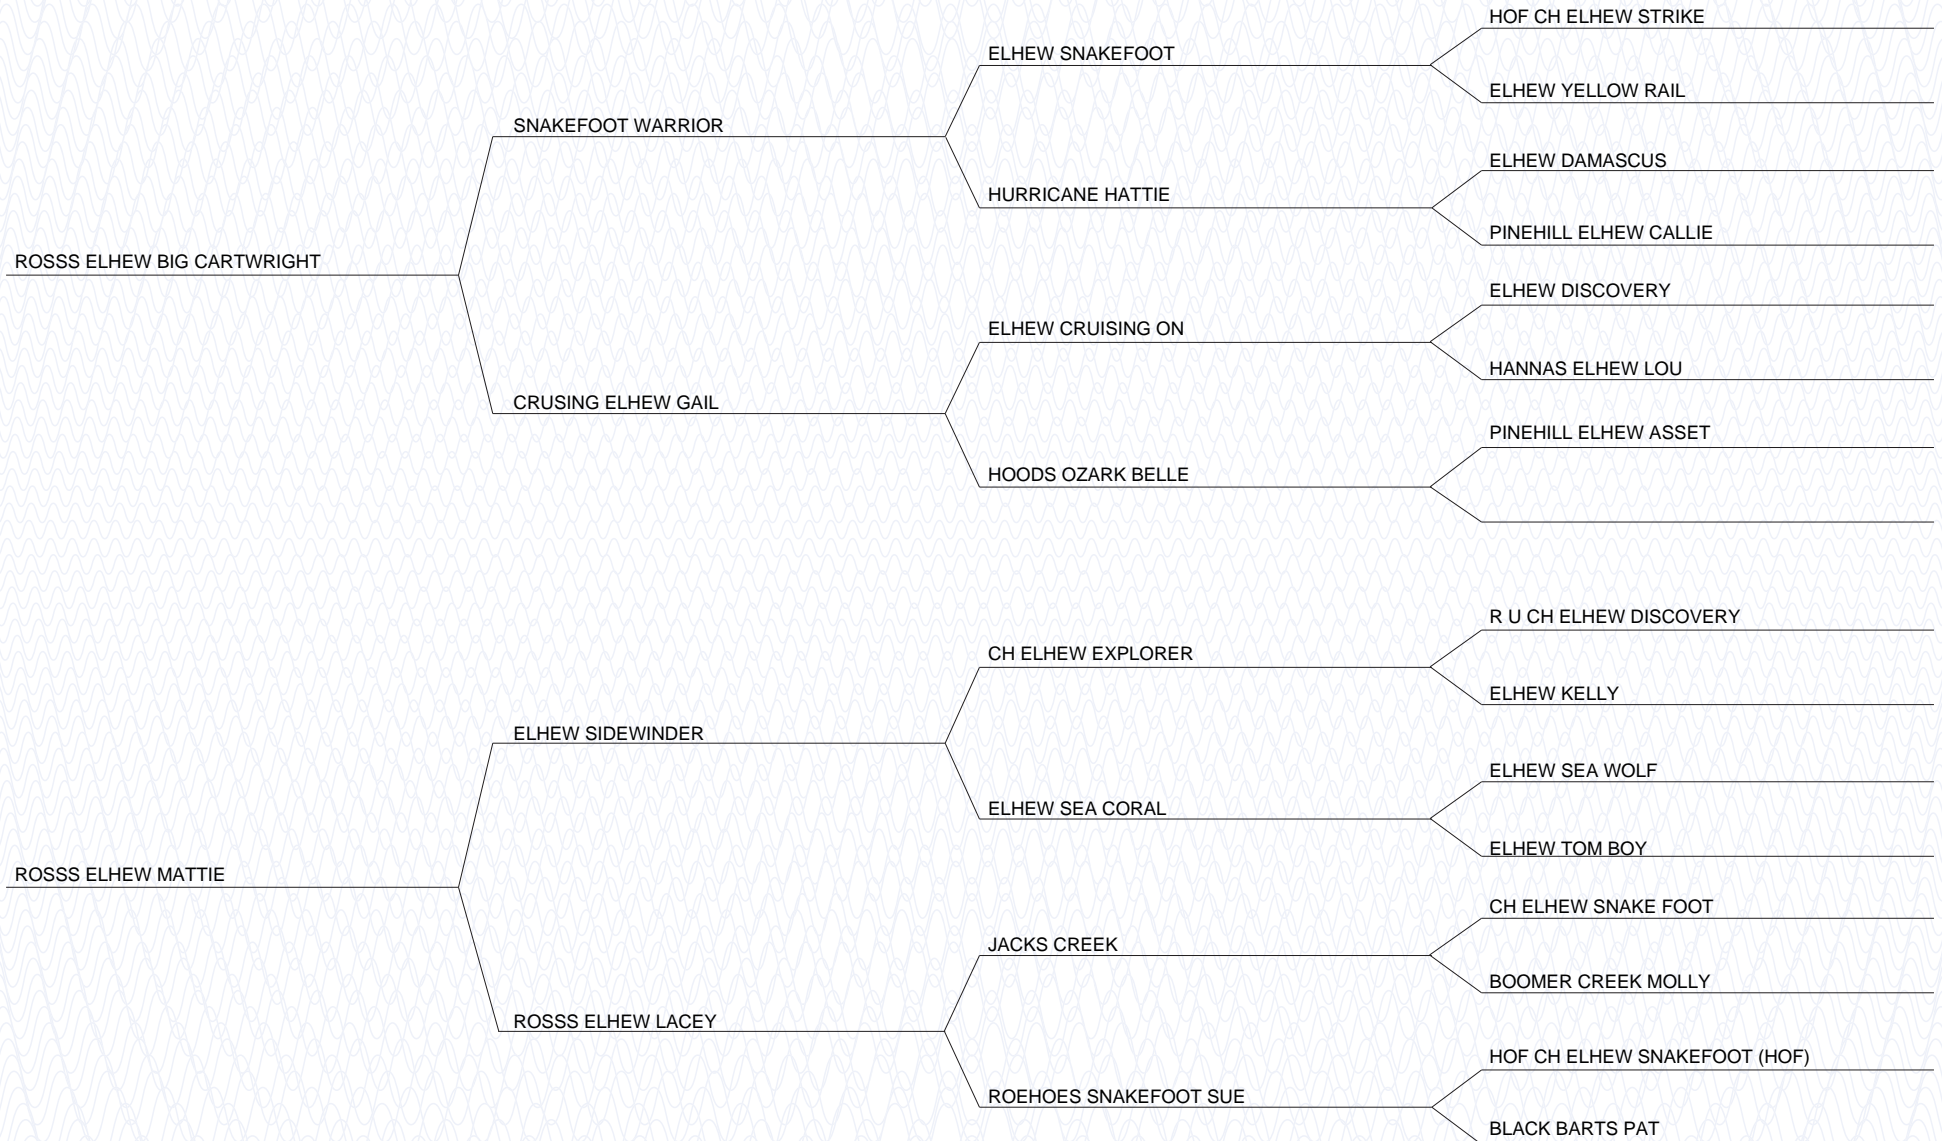 HOF CH ELHEW STRIKE
ELHEW SNAKEFOOT
ELHEW YELLOW RAIL
SNAKEFOOT WARRIOR
ELHEW DAMASCUS
HURRICANE HATTIE
PINEHILL ELHEW CALLIE
ROSSS ELHEW BIG CARTWRIGHT
ELHEW DISCOVERY
ELHEW CRUISING ON
HANNAS ELHEW LOU
CRUSING ELHEW GAIL
PINEHILL ELHEW ASSET
HOODS OZARK BELLE
R U CH ELHEW DISCOVERY
CH ELHEW EXPLORER
ELHEW KELLY
ELHEW SIDEWINDER
ELHEW SEA WOLF
ELHEW SEA CORAL
ELHEW TOM BOY
ROSSS ELHEW MATTIE
CH ELHEW SNAKE FOOT
JACKS CREEK
BOOMER CREEK MOLLY
ROSSS ELHEW LACEY
HOF CH ELHEW SNAKEFOOT (HOF)
ROEHOES SNAKEFOOT SUE
BLACK BARTS PAT